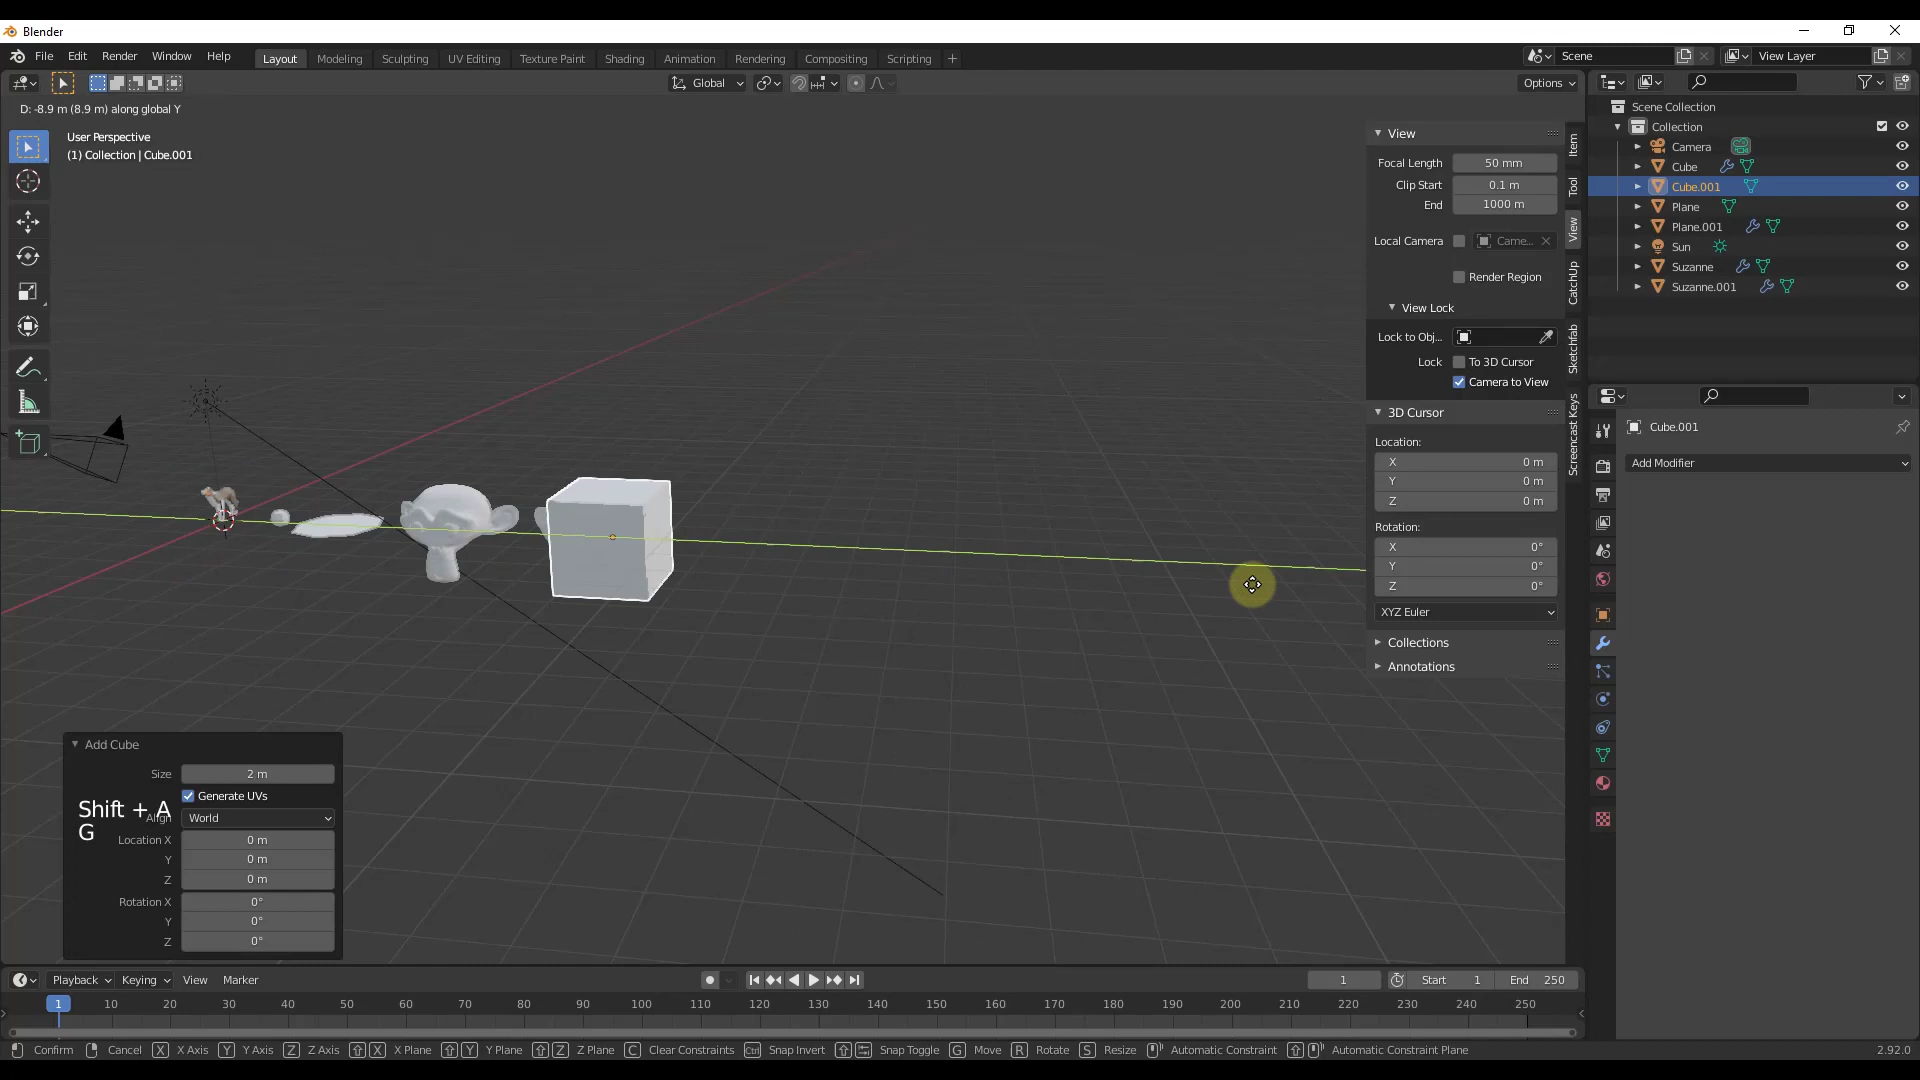 Blender
File Edit Render Window Help Layout Modeling Sculpting UV Editing Texture Paint Shading Animation Rendering Compositing Scripting + Scene View Layer
Global Options
D: -8.9 m (8.9 m) along global Y
User Perspective
(1) Collection | Cube.001
View
Focal Length 50 mm
Clip Start 0.1 m
End 1000 m
Local Camera Came...
Render Region
View Lock
Lock to Obj...
Lock To 3D Cursor
Camera to View
3D Cursor
Location:
X 0 m
Y 0 m
Z 0 m
Rotation:
X 0°
Y 0°
Z 0°
XYZ Euler
Collections
Annotations
Item
Tool
View
CatchUp
Sketchfab
Screencast Keys
Scene Collection
Collection
Camera
Cube
Cube.001
Plane
Plane.001
Sun
Suzanne
Suzanne.001
Cube.001
Add Modifier
Add Cube
Size 2 m
Generate UVs
Shift + A
Align World
G
Location X 0 m
Y 0 m
Z 0 m
Rotation X 0°
Y 0°
Z 0°
Playback Keying View Marker 1 Start 1 End 250
1 10 20 30 40 50 60 70 80 90 100 110 120 130 140 150 160 170 180 190 200 210 220 230 240 250
Confirm Cancel X X Axis Y Y Axis Z Z Axis X X Plane Y Y Plane Z Z Plane C Clear Constraints Ctrl Snap Invert Snap Toggle G Move R Rotate S Resize Automatic Constraint Automatic Constraint Plane 2.92.0